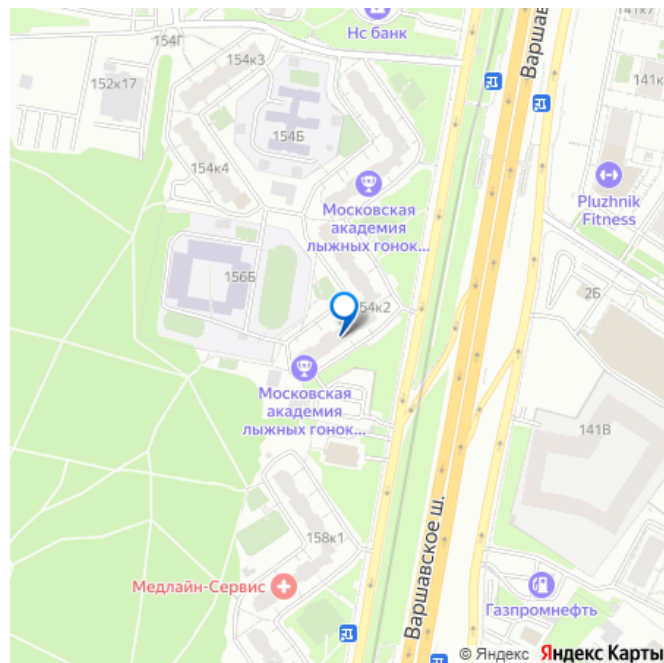 154Г
Нс банк
141к7
Варшавс
154к3
152к17
141к
154Б
154к4
Московская
академия
лыжных гонок...
Pluzhnik
Fitness
156Б
2Б
54к2
Московская
академия
лыжных гонок...
141В
158к1
Медлайн-Сервис
Варшавское ш.
Газпромнефть
© Яндекс Яндекс Карты